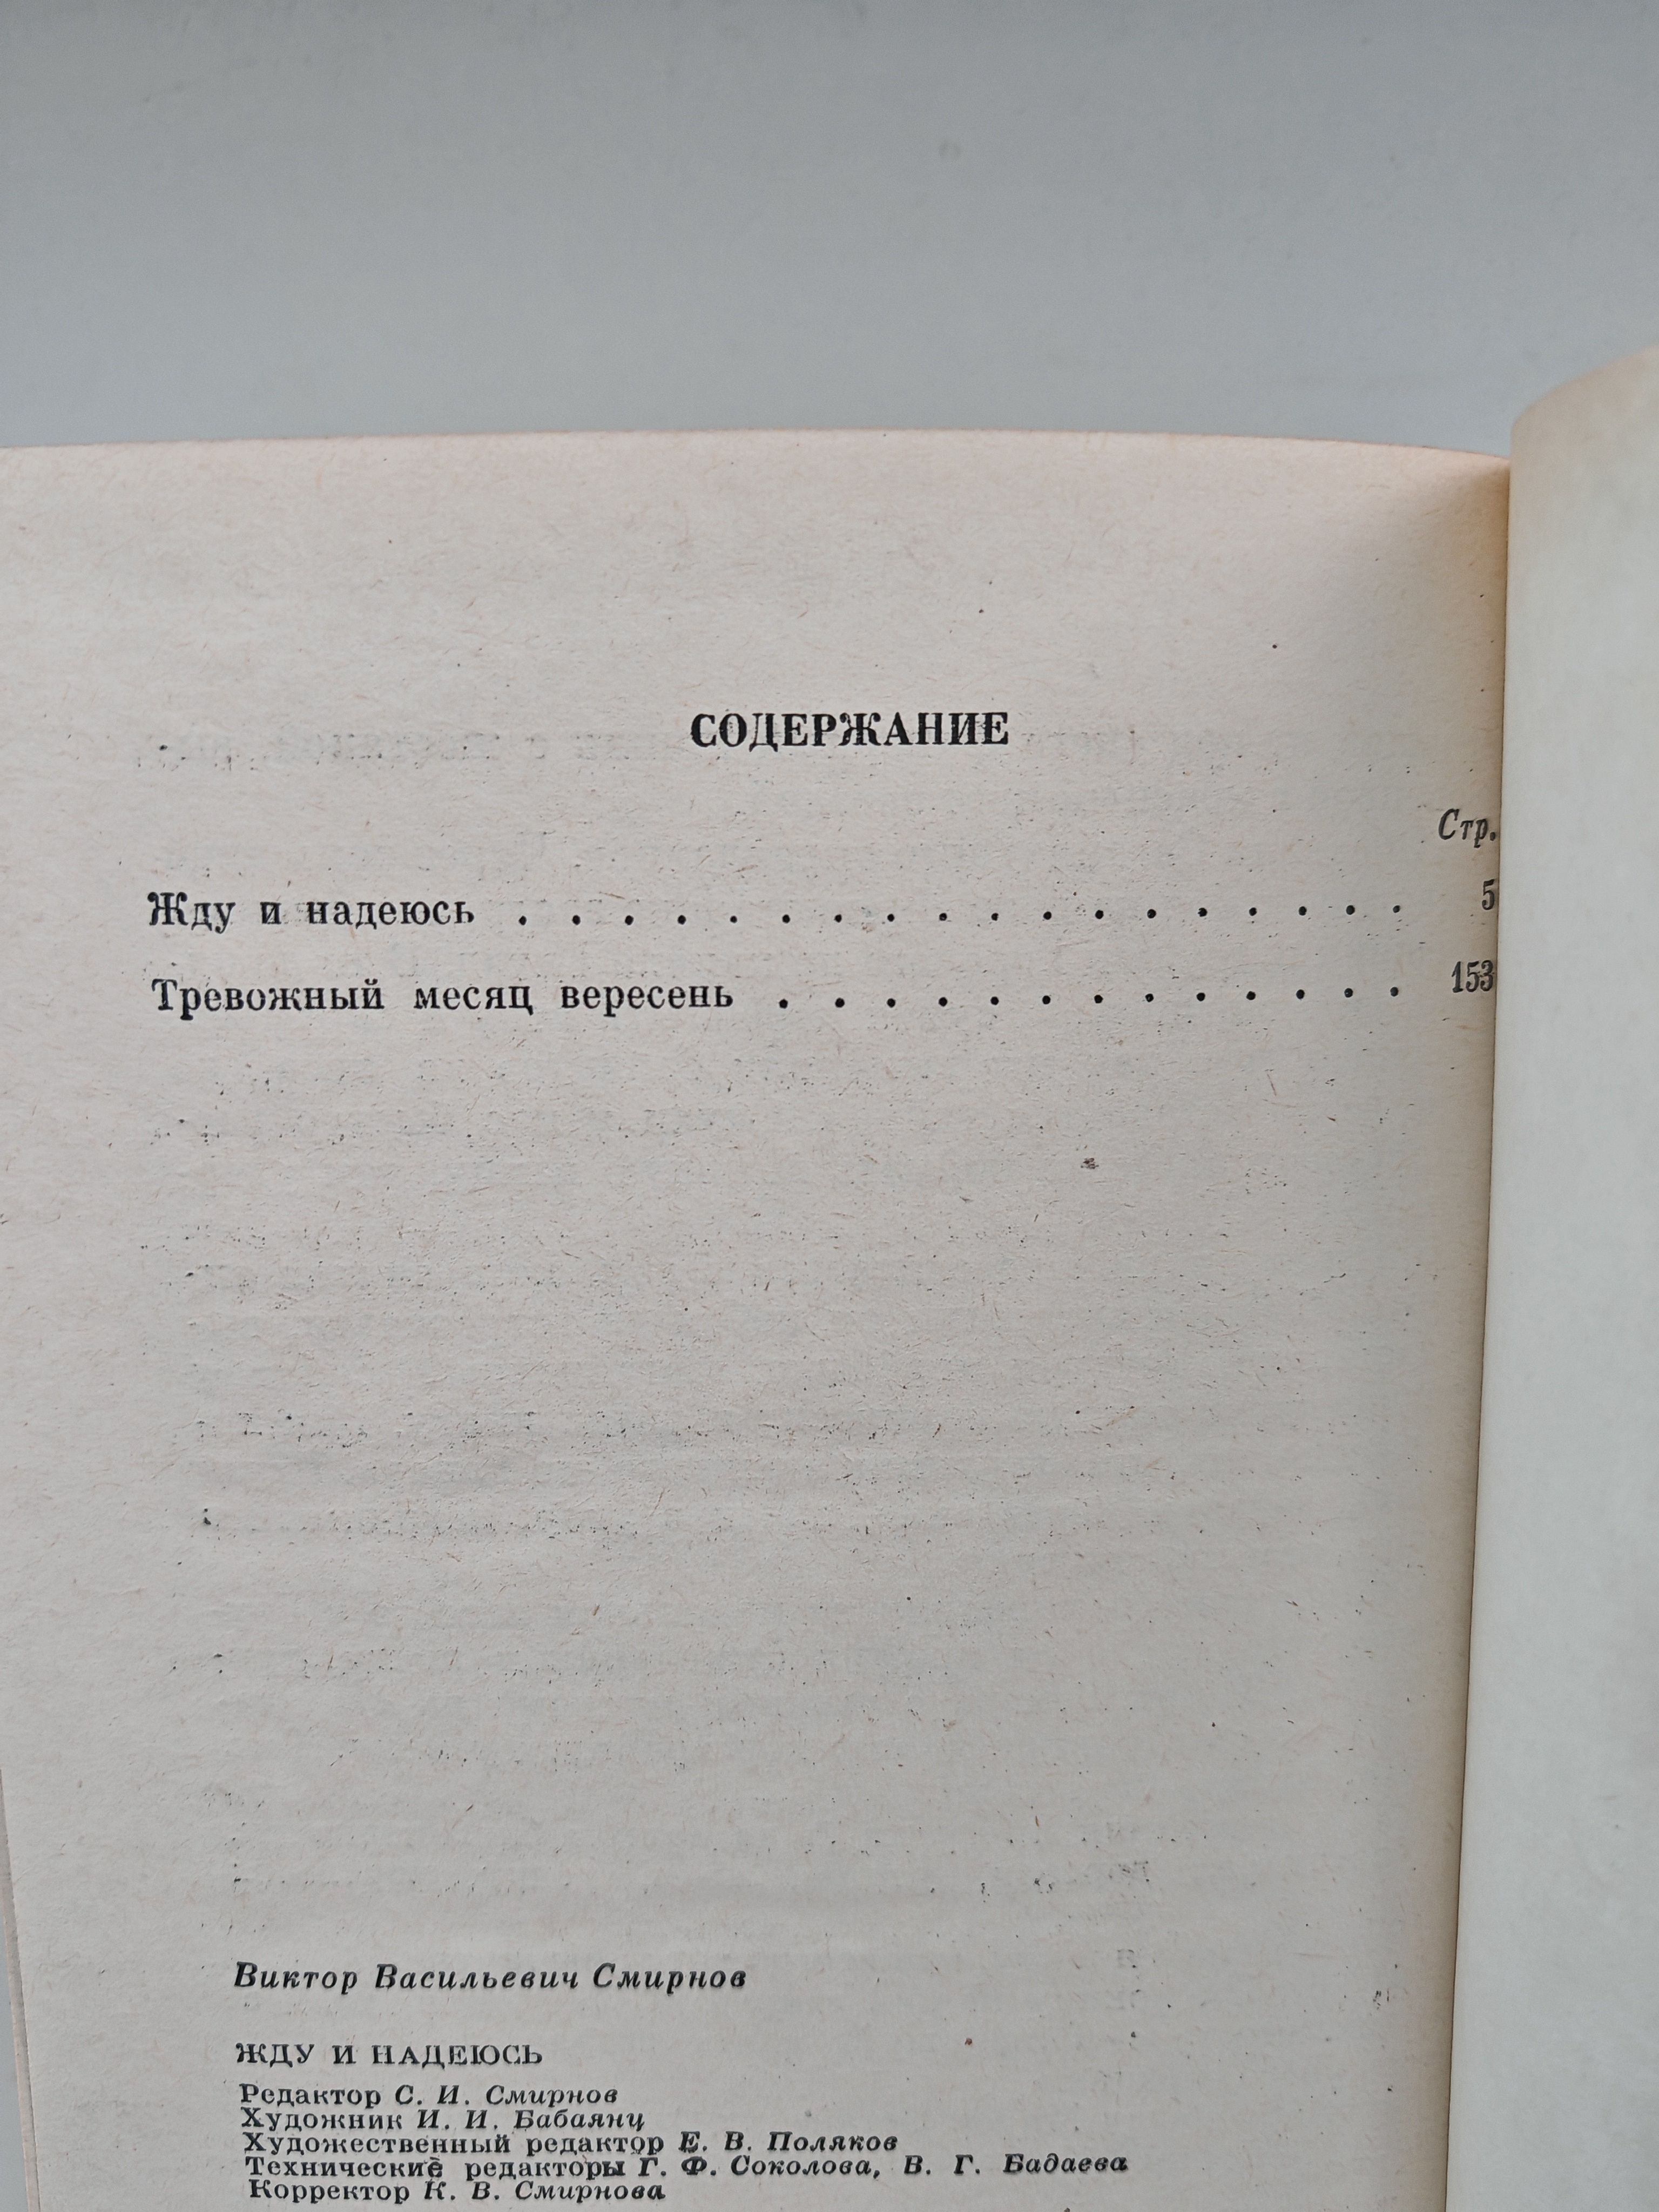 СОДЕРЖАНИЕ
Стр.
Жду и надеюсь . . . . . . . . . . . . . . . . . . 5
Тревожный месяц вересень . . . . . . . . . . . . . 153
Виктор Васильевич Смирнов
ЖДУ И НАДЕЮСЬ
Редактор С. И. Смирнов
Художник И. И. Бабаянц
Художественный редактор Е. В. Поляков
Технические редакторы Г. Ф. Соколова, В. Г. Бадаева
Корректор К. В. Смирнова